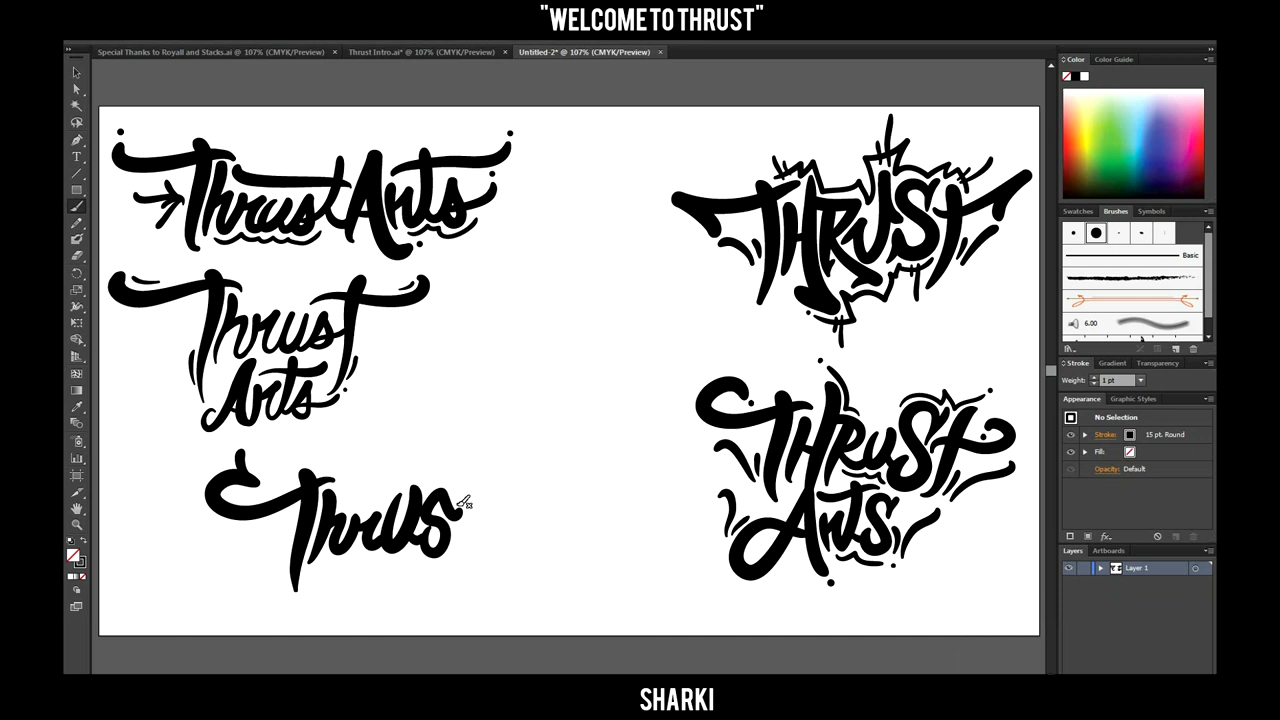 "WELCOME TO THRUST"
Special Thanks to Royall and Stacks.ai @ 107% (CMYK/Preview) ×
Thrust Intro.ai* @ 107% (CMYK/Preview) ×
Untitled-2* @ 107% (CMYK/Preview) ×
Color Color Guide
Thrust Arts
THRUST
Swatches Brushes Symbols
Basic
6.00
Thrust
Arts
Stroke Gradient Transparency
Weight: 1 pt
Appearance Graphic Styles
No Selection
Stroke: 15 pt. Round
Fill:
Opacity: Default
ThruSt
Arts
Thrus
fx
Layers Artboards
Layer 1
SHARKI